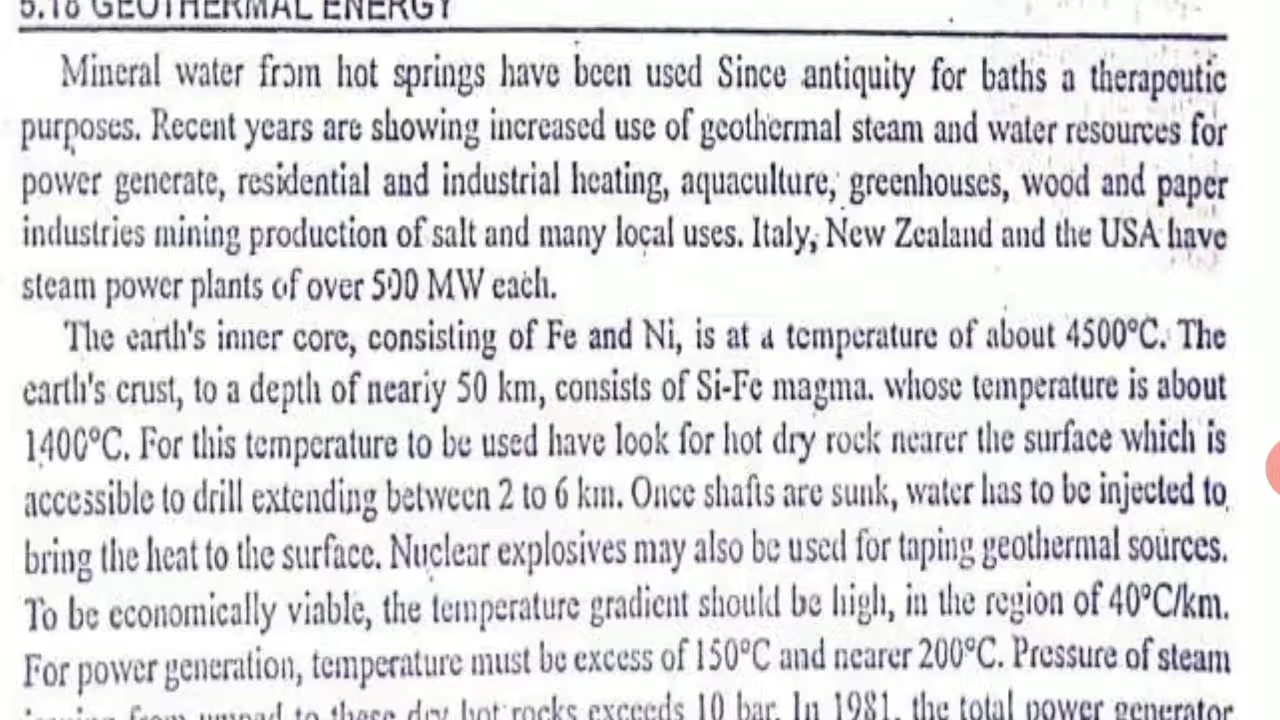 5.18 GEOTHERMAL ENERGY
Mineral water from hot springs have been used Since antiquity for baths a therapeutic
purposes. Recent years are showing increased use of geothermal steam and water resources for
power generate, residential and industrial heating, aquaculture, greenhouses, wood and paper
industries mining production of salt and many local uses. Italy, New Zealand and the USA have
steam power plants of over 500 MW each.
The earth's inner core, consisting of Fe and Ni, is at a temperature of about 4500°C. The
earth's crust, to a depth of nearly 50 km, consists of Si-Fe magma. whose temperature is about
1400°C. For this temperature to be used have look for hot dry rock nearer the surface which is
accessible to drill extending between 2 to 6 km. Once shafts are sunk, water has to be injected to
bring the heat to the surface. Nuclear explosives may also be used for taping geothermal sources.
To be economically viable, the temperature gradient should be high, in the region of 40°C/km.
For power generation, temperature must be excess of 150°C and nearer 200°C. Pressure of steam
from to these dry hot rocks exceeds 10 bar. In 1981, the total power generator